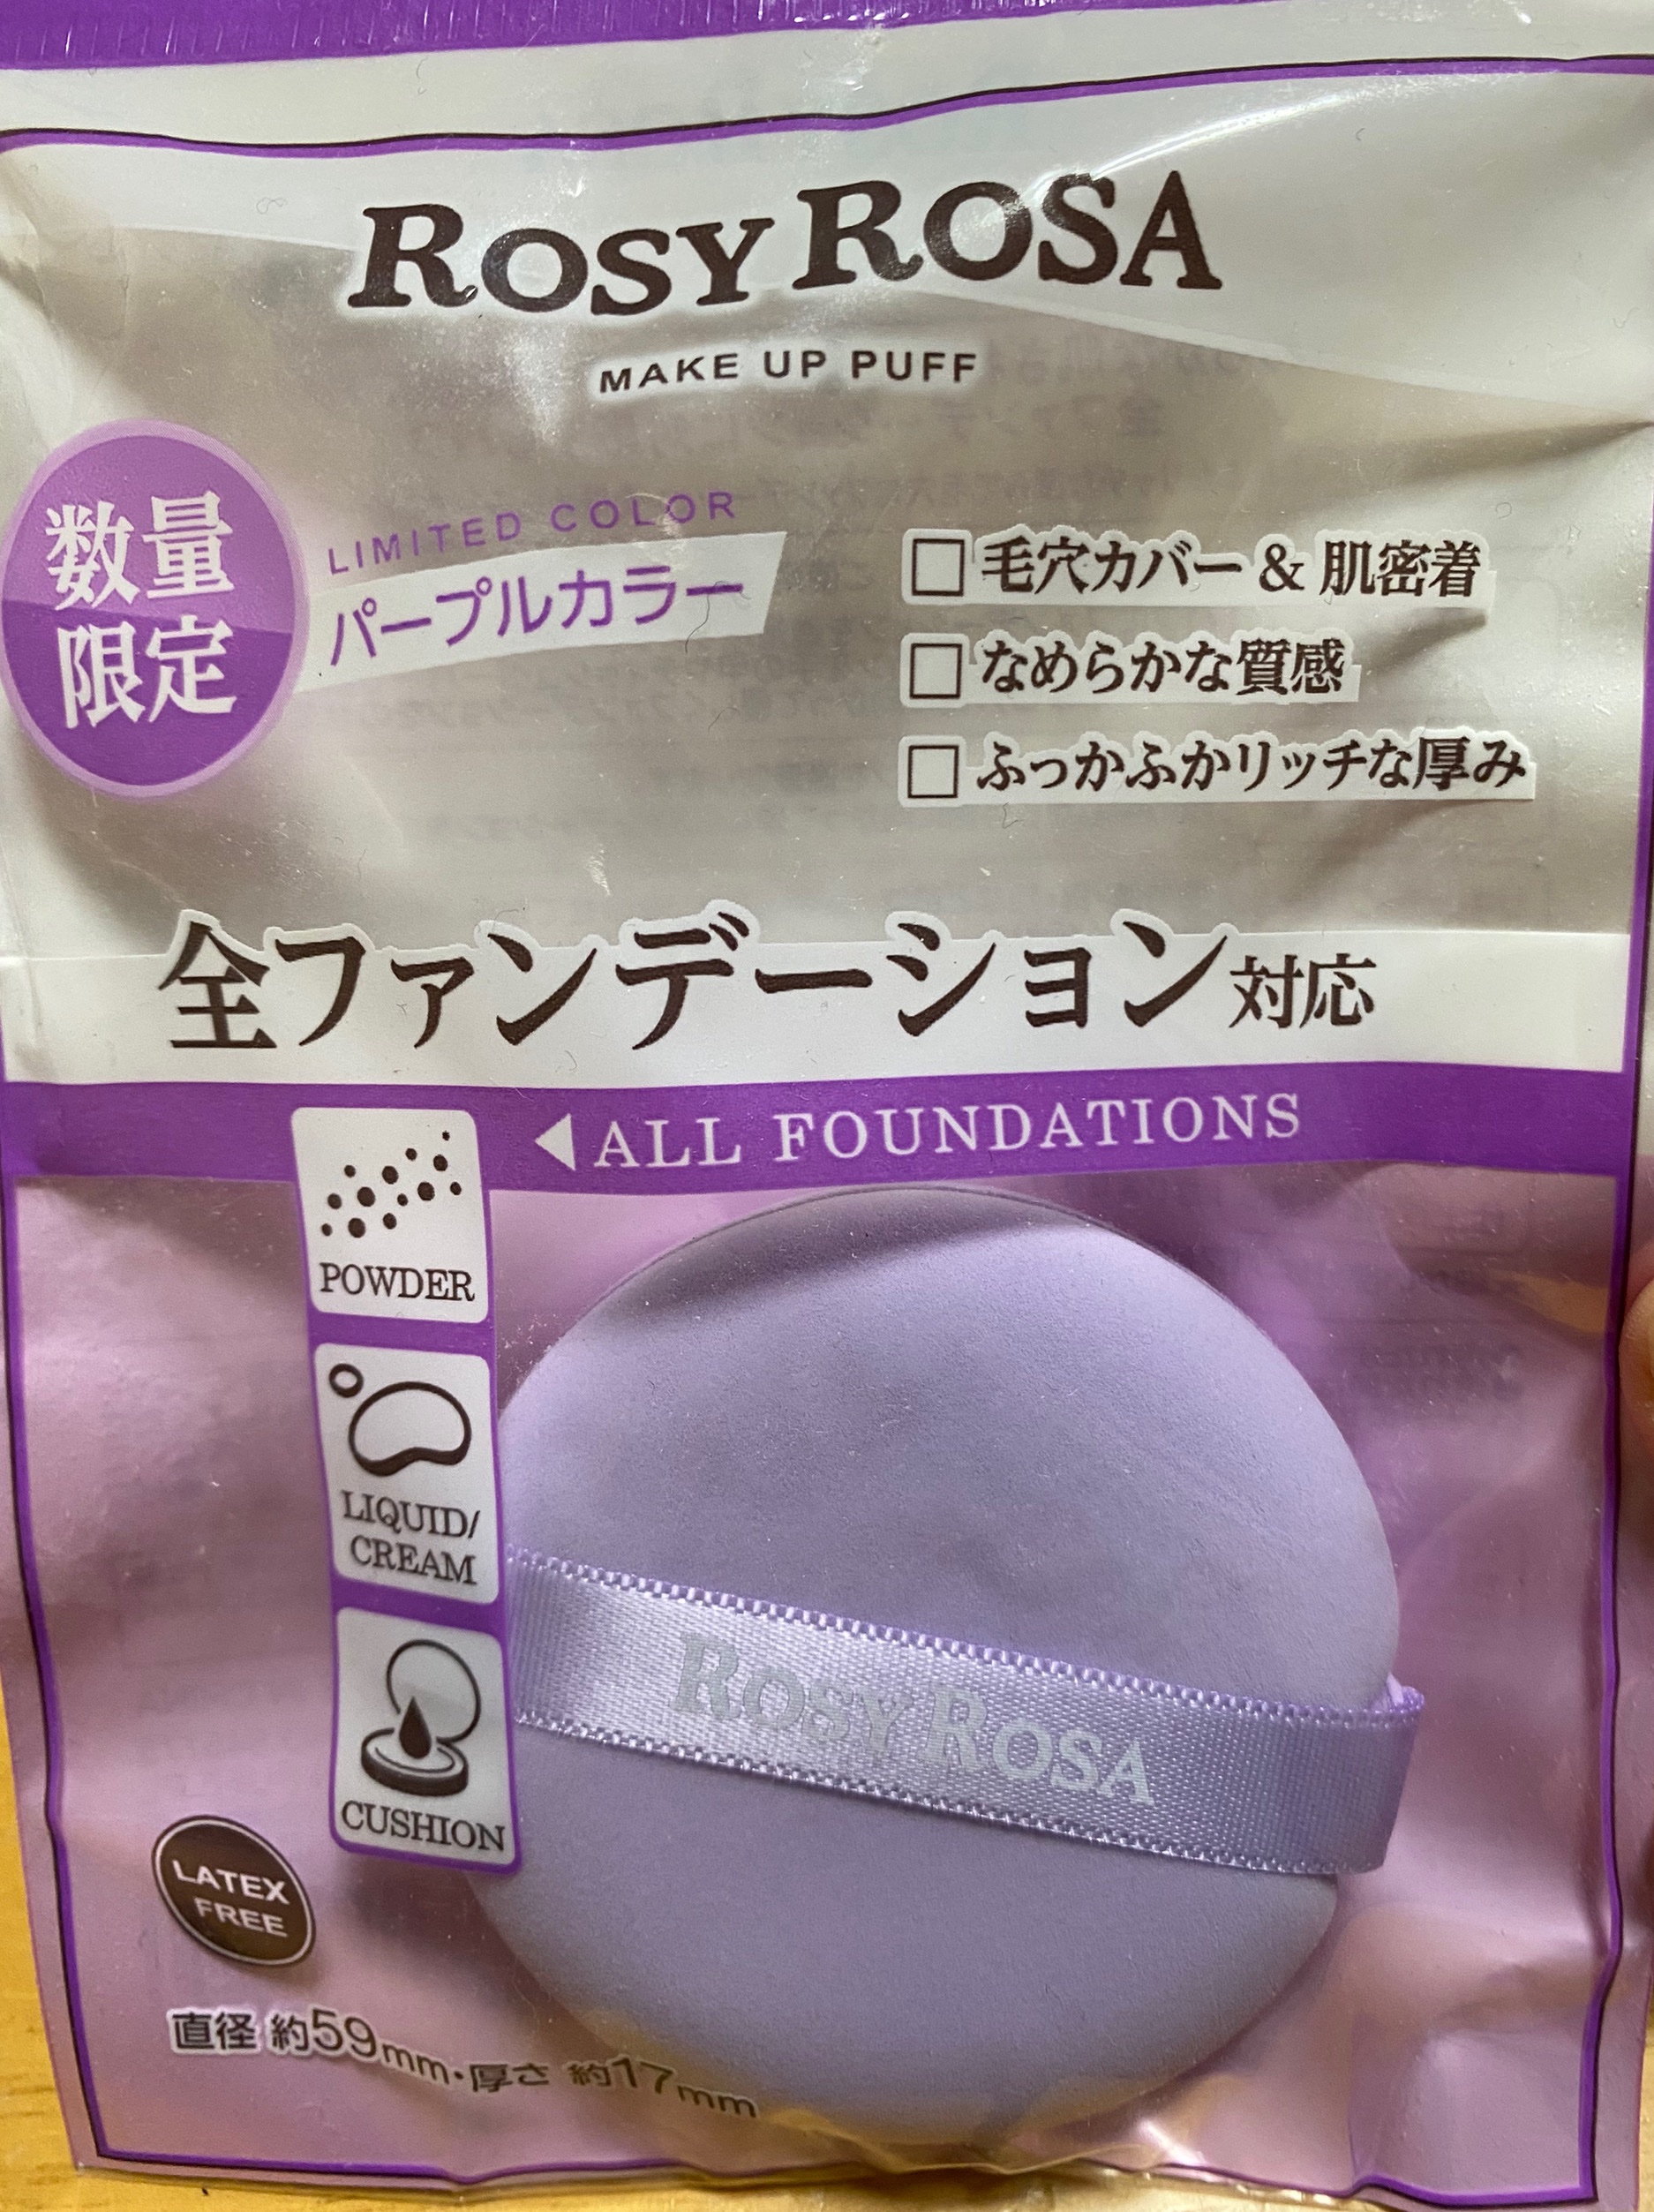 ROSY ROSA
MAKE UP PUFF
数量
限定
LIMITED COLOR
パープルカラー
□毛穴カバー & 肌密着
□なめらかな質感
□ふっかふかリッチな厚み
全ファンデーション対応
◀ALL FOUNDATIONS
POWDER
LIQUID/
CREAM
CUSHION
ROSY ROSA
LATEX
FREE
直径 約59mm・厚さ 約17mm